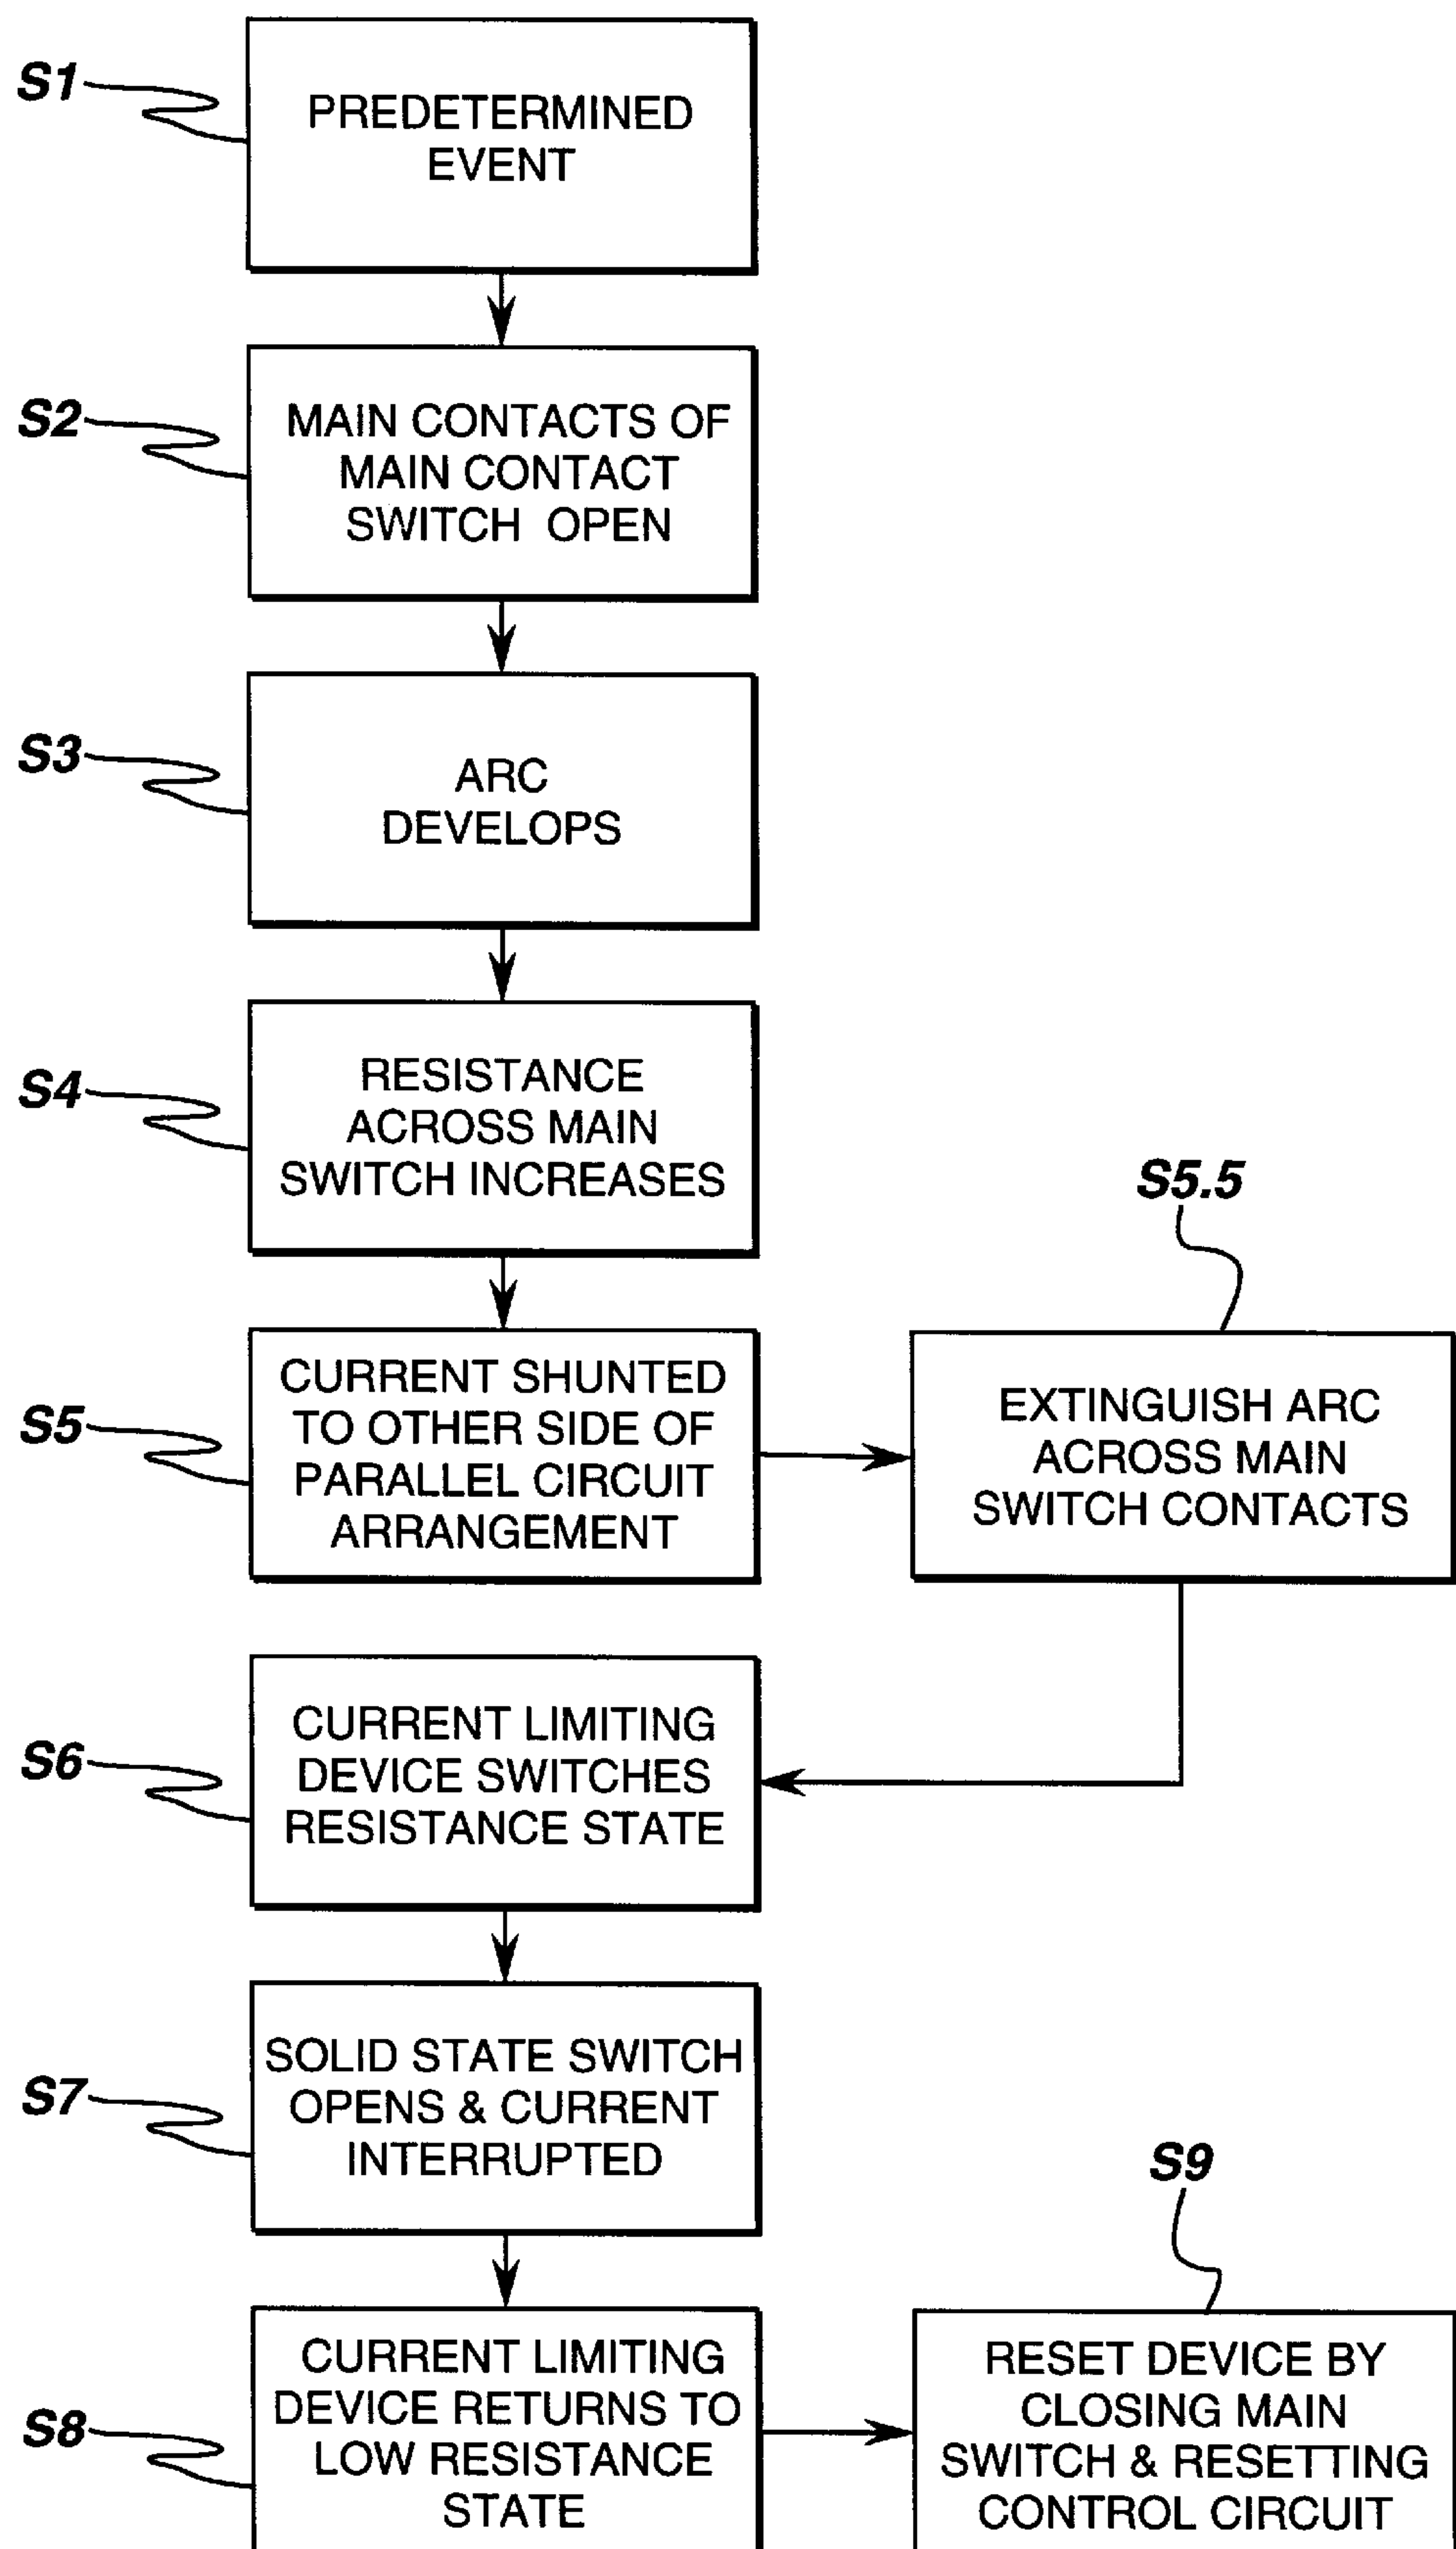 S1
PREDETERMINED
EVENT
S2
MAIN CONTACTS OF
MAIN CONTACT
SWITCH OPEN
S3
ARC
DEVELOPS
S4
RESISTANCE
ACROSS MAIN
SWITCH INCREASES
S5
CURRENT SHUNTED
TO OTHER SIDE OF
PARALLEL CIRCUIT
ARRANGEMENT
S5.5
EXTINGUISH ARC
ACROSS MAIN
SWITCH CONTACTS
S6
CURRENT LIMITING
DEVICE SWITCHES
RESISTANCE STATE
S7
SOLID STATE SWITCH
OPENS & CURRENT
INTERRUPTED
S8
CURRENT LIMITING
DEVICE RETURNS TO
LOW RESISTANCE
STATE
S9
RESET DEVICE BY
CLOSING MAIN
SWITCH & RESETTING
CONTROL CIRCUIT